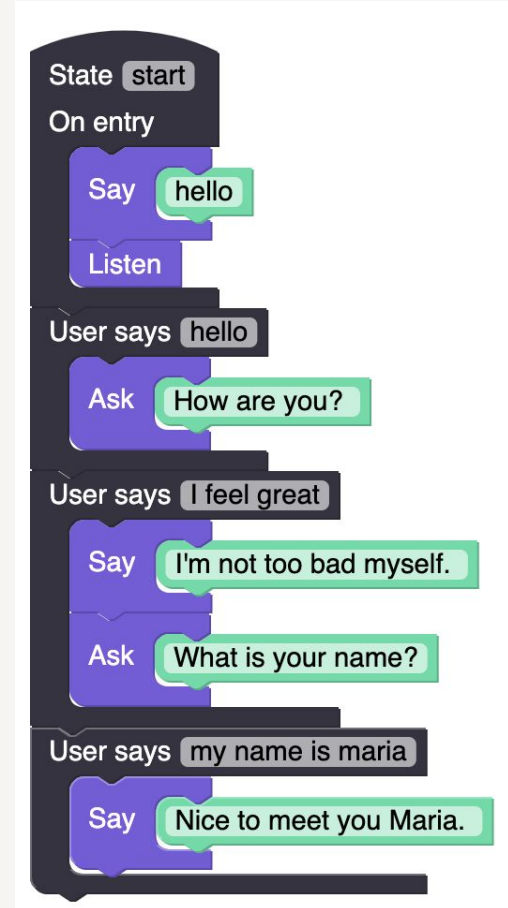 State start
On entry
Say hello
Listen
User says hello
Ask How are you?
User says I feel great
Say I'm not too bad myself.
Ask What is your name?
User says my name is maria
Say Nice to meet you Maria.